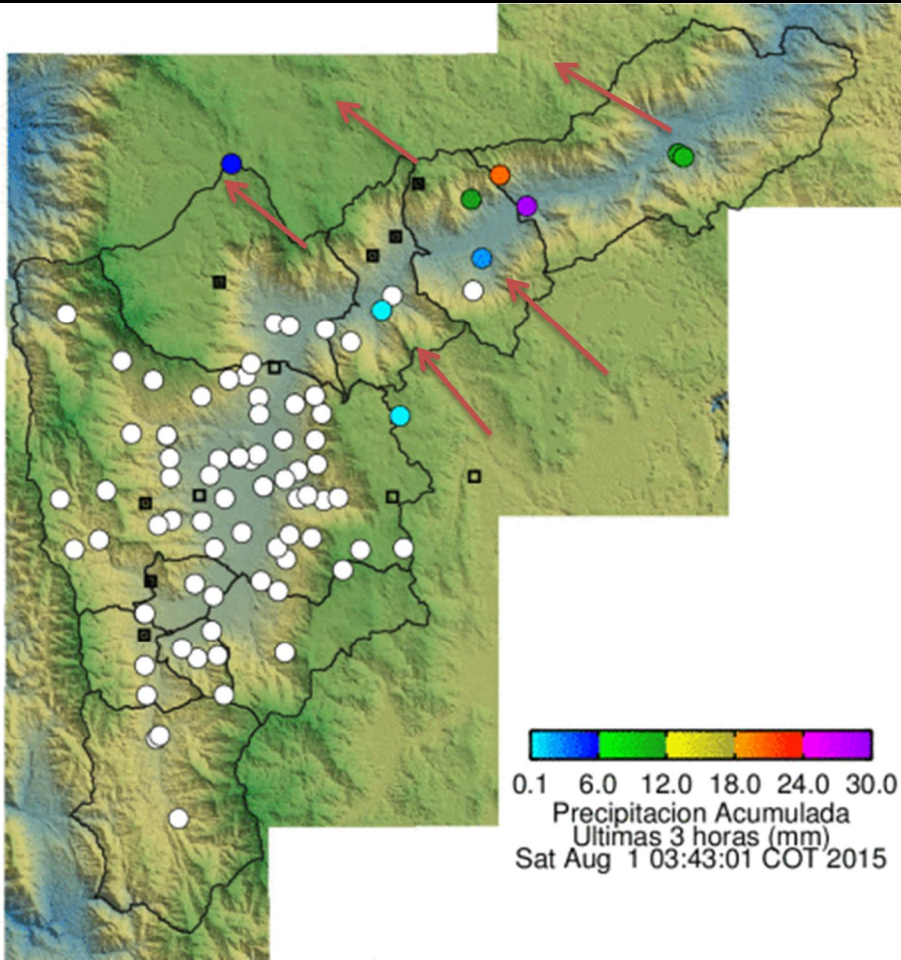 0.1 6.0 12.0 18.0 24.0 30.0
Precipitacion Acumulada
Ultimas 3 horas (mm)
Sat Aug 1 03:43:01 COT 2015